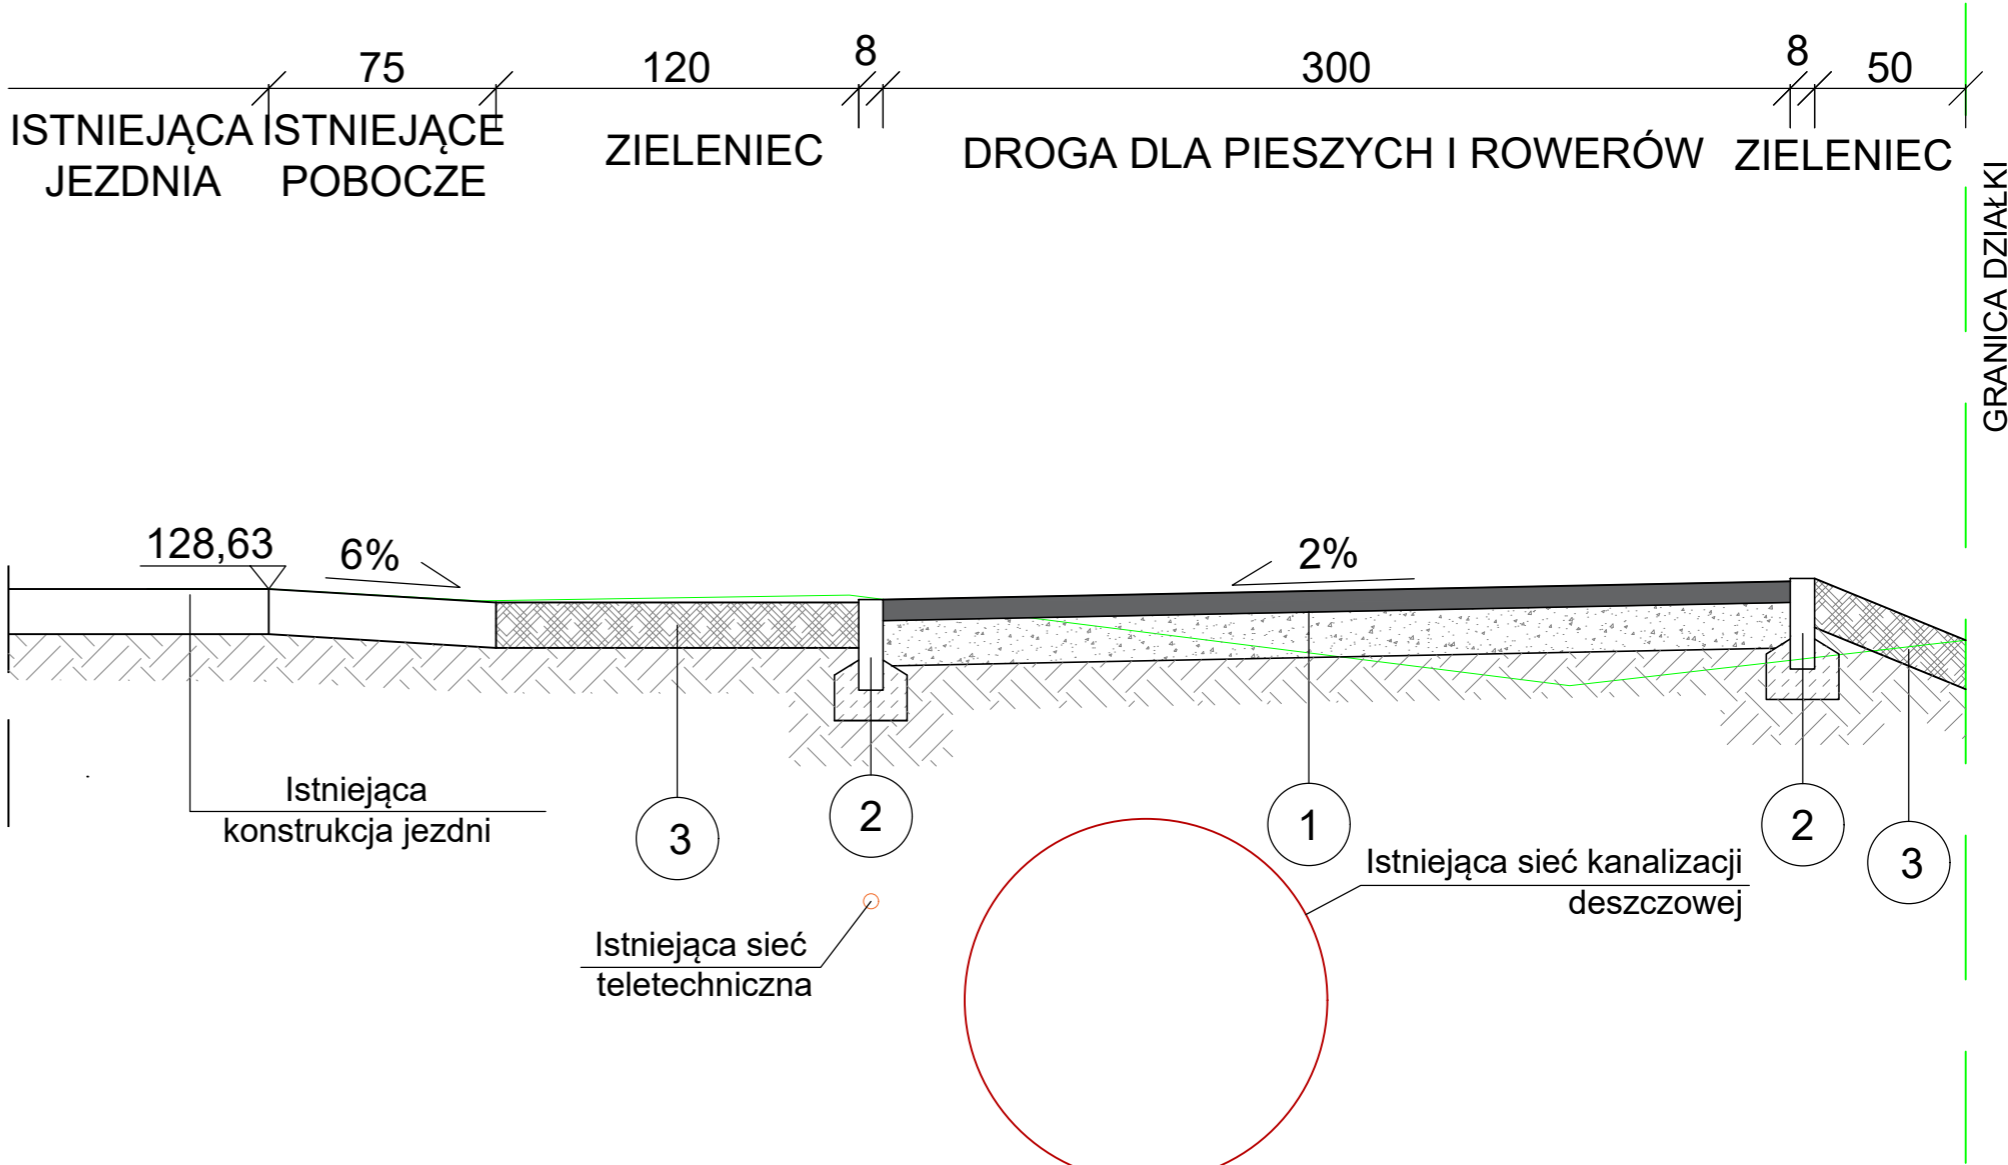 75
120
8
300
8
50
ISTNIEJĄCA
JEZDNIA
ISTNIEJĄCE
POBOCZE
ZIELENIEC
DROGA DLA PIESZYCH I ROWERÓW
ZIELENIEC
GRANICA DZIAŁKI
128,63
6%
2%
Istniejąca
konstrukcja jezdni
3
2
1
2
3
Istniejąca sieć kanalizacji
deszczowej
Istniejąca sieć
teletechniczna